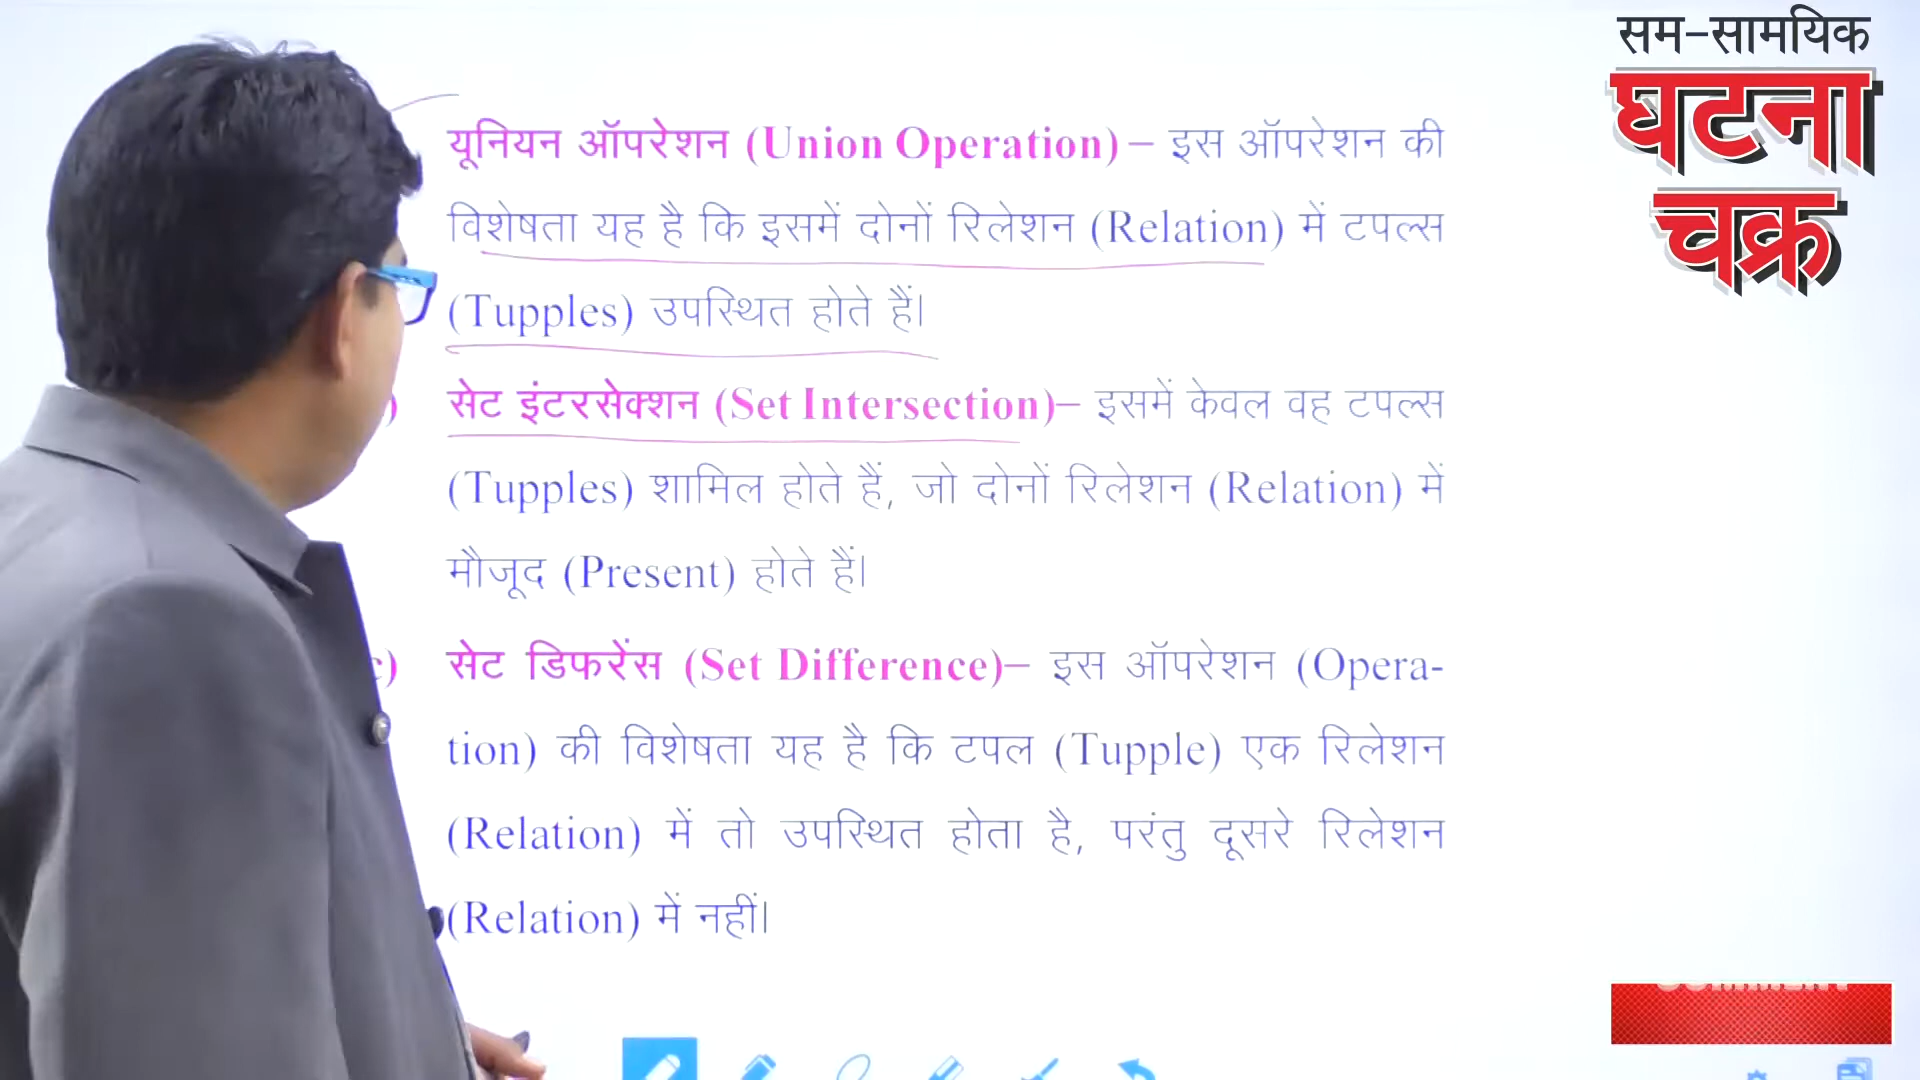 सम-सामयिक
घटना
चक्र
यूनियन ऑपरेशन (Union Operation) – इस ऑपरेशन की
विशेषता यह है कि इसमें दोनों रिलेशन (Relation) में टपल्स
(Tupples) उपस्थित होते हैं।
सेट इंटरसेक्शन (Set Intersection)– इसमें केवल वह टपल्स
(Tupples) शामिल होते हैं, जो दोनों रिलेशन (Relation) में
मौजूद (Present) होते हैं।
c) सेट डिफरेंस (Set Difference)– इस ऑपरेशन (Opera-
tion) की विशेषता यह है कि टपल (Tupple) एक रिलेशन
(Relation) में तो उपस्थित होता है, परंतु दूसरे रिलेशन
(Relation) में नहीं।